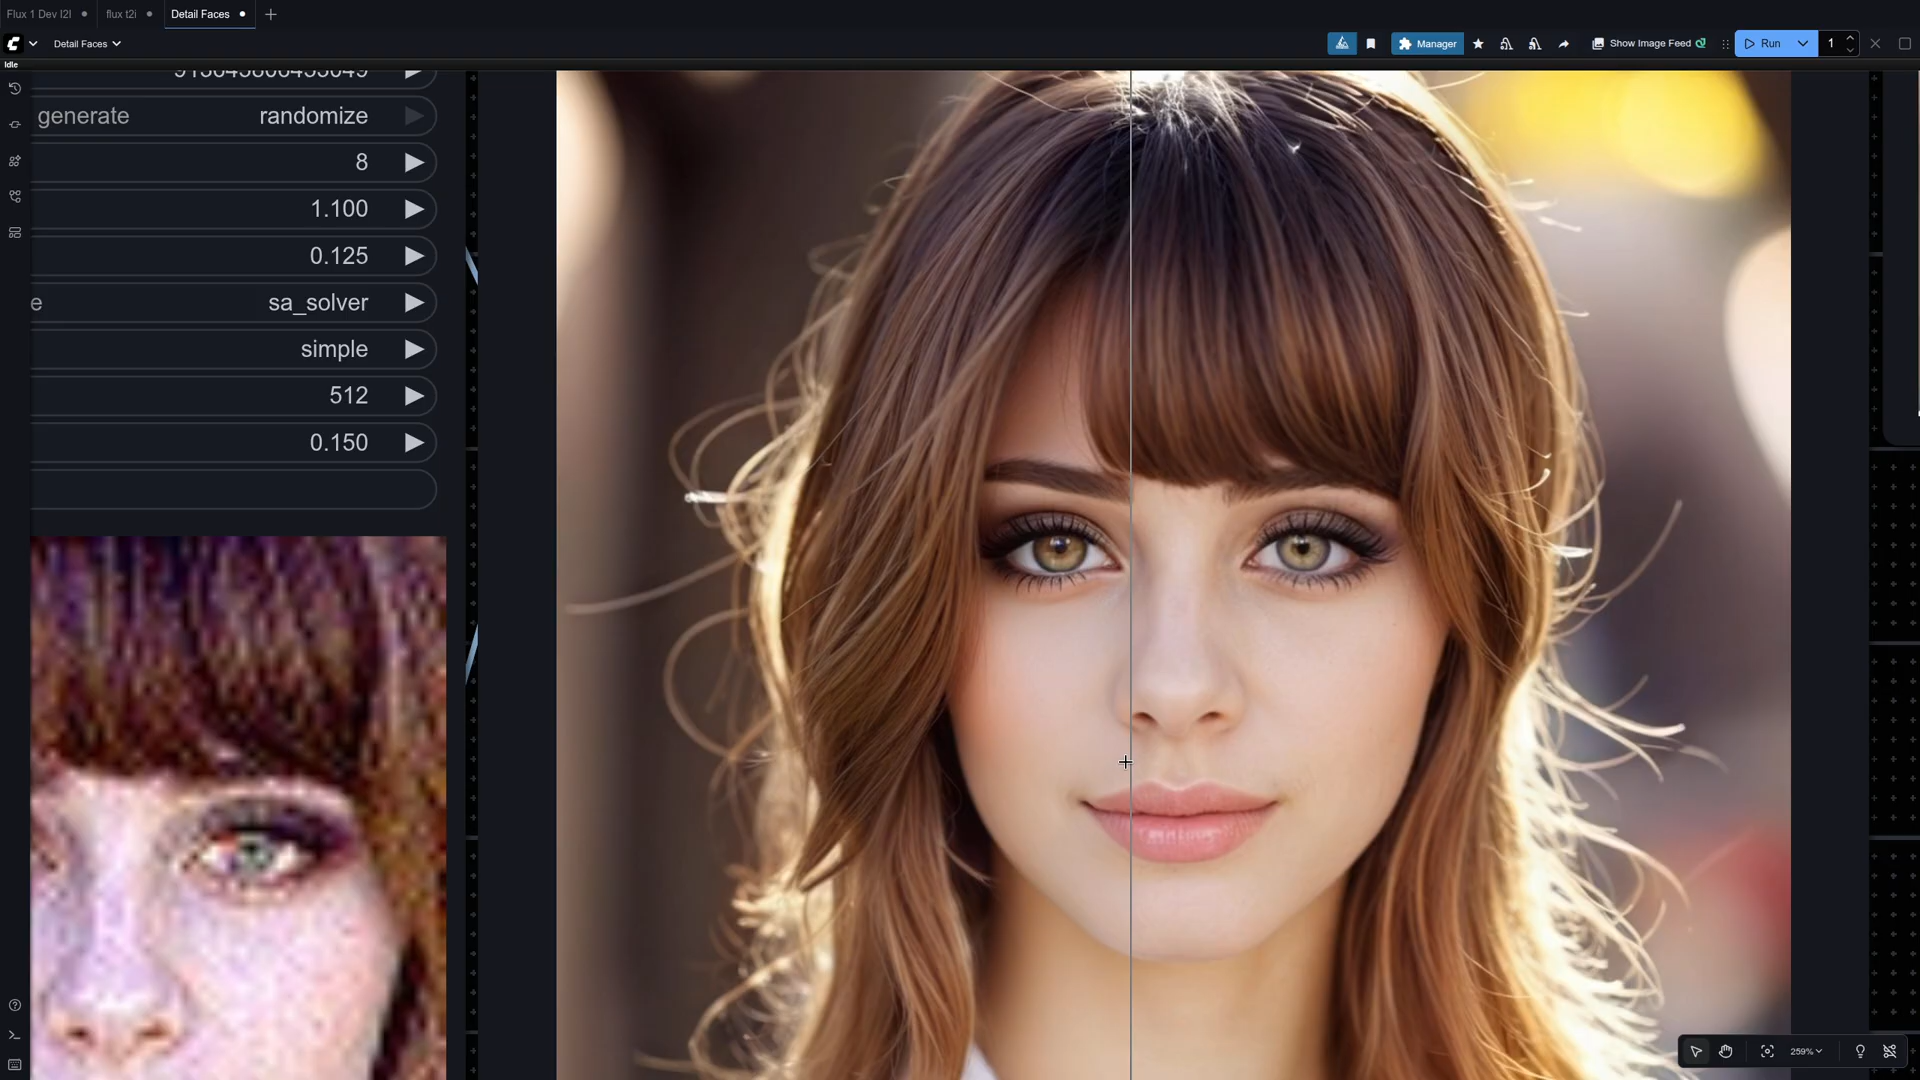 Flux 1 Dev I2I
flux t2i
Detail Faces
Detail Faces
Manager
Show Image Feed
Run
1
Idle
generate randomize
8
1.100
0.125
e sa_solver
simple
512
0.150
259%